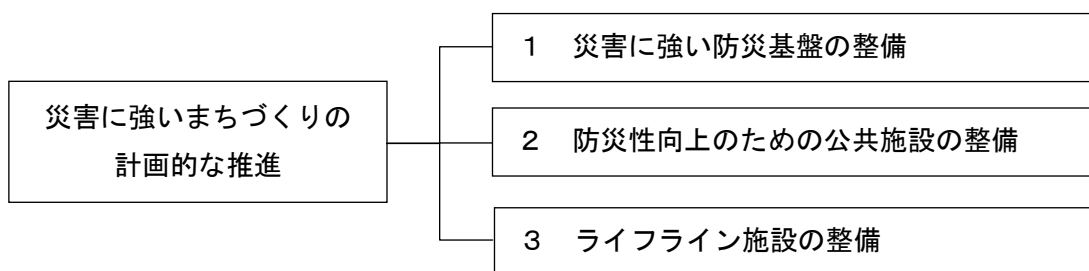 災害に強いまちづくりの
計画的な推進
１　災害に強い防災基盤の整備
２　防災性向上のための公共施設の整備
３　ライフライン施設の整備